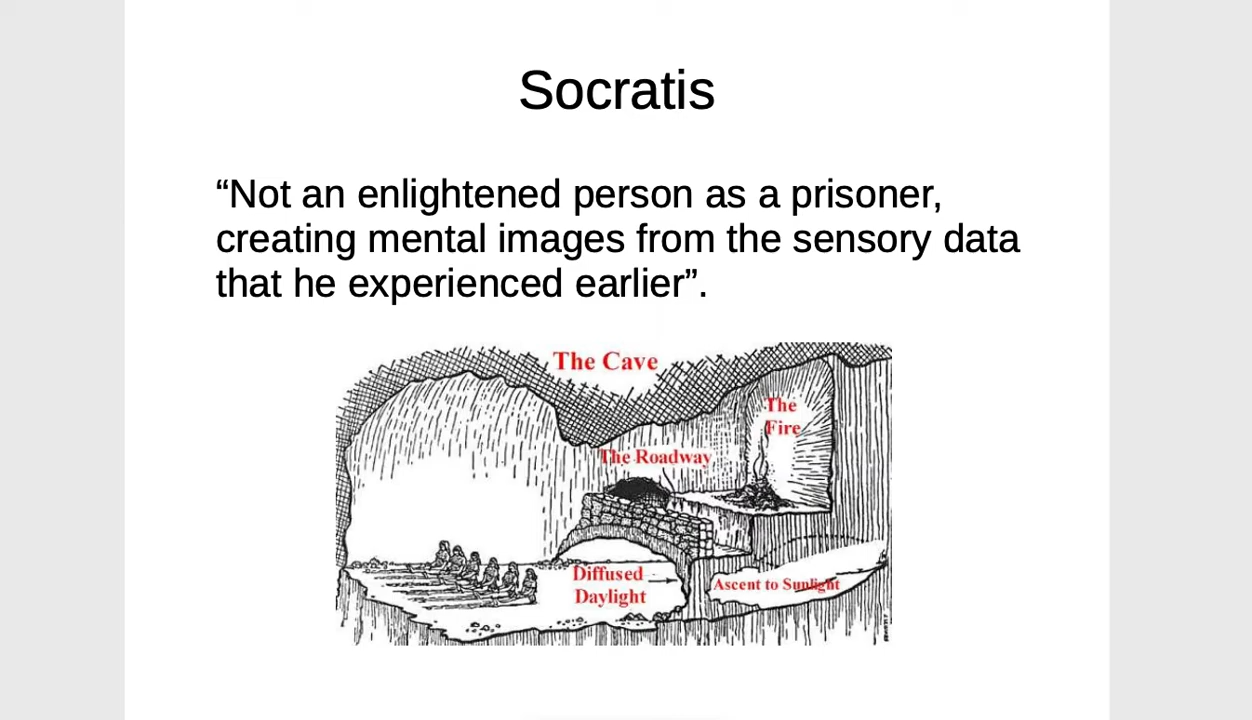 Socratis
“Not an enlightened person as a prisoner,
creating mental images from the sensory data
that he experienced earlier”.
The Cave
The
Fire
The Roadway
Diffused
Daylight
Ascent to Sunlight